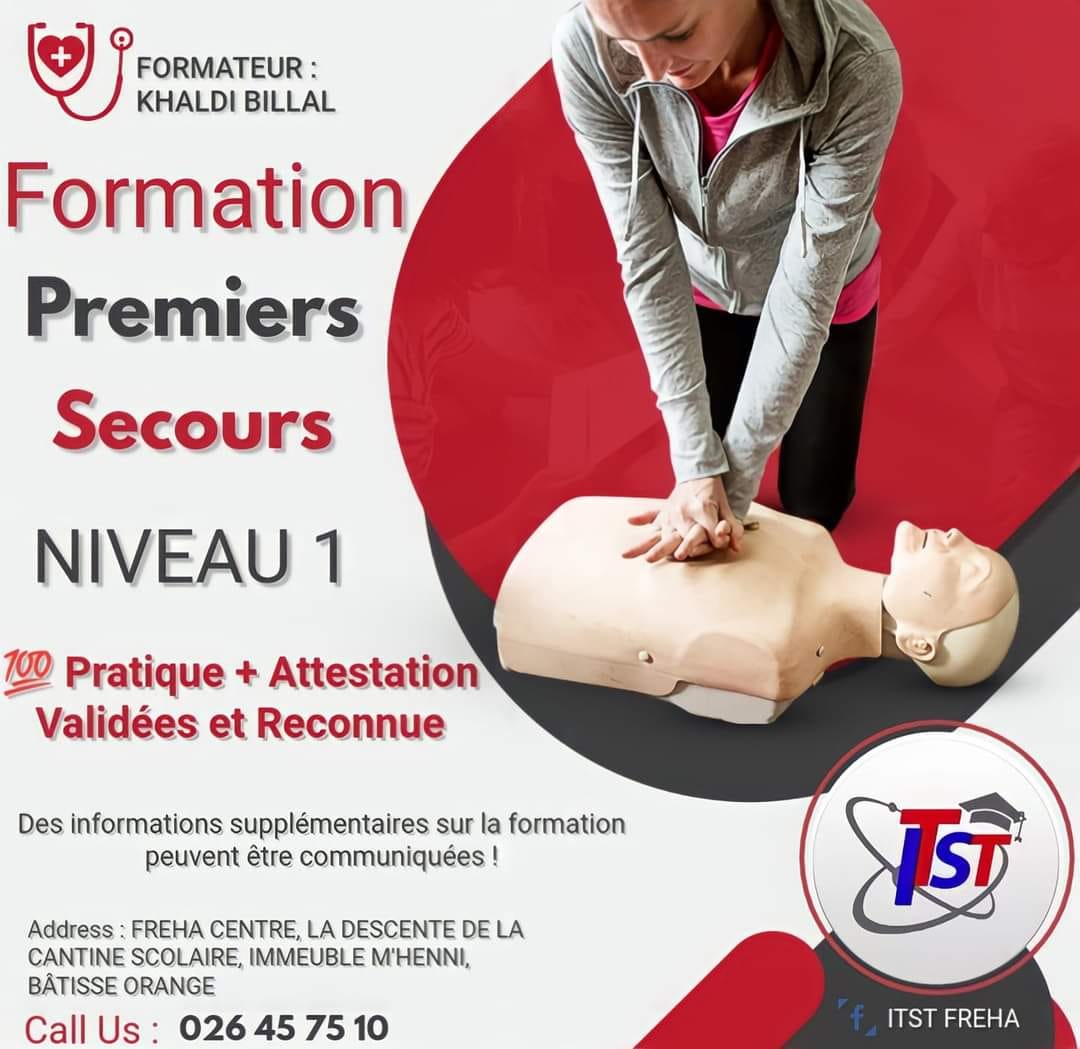 FORMATEUR :
KHALDI BILLAL
Formation
Premiers
Secours
NIVEAU 1
💯 Pratique + Attestation
Validées et Reconnue
Des informations supplémentaires sur la formation
peuvent être communiquées !
Address : FREHA CENTRE, LA DESCENTE DE LA
CANTINE SCOLAIRE, IMMEUBLE M'HENNI,
BÂTISSE ORANGE
Call Us : 026 45 75 10
ITST
f ITST FREHA